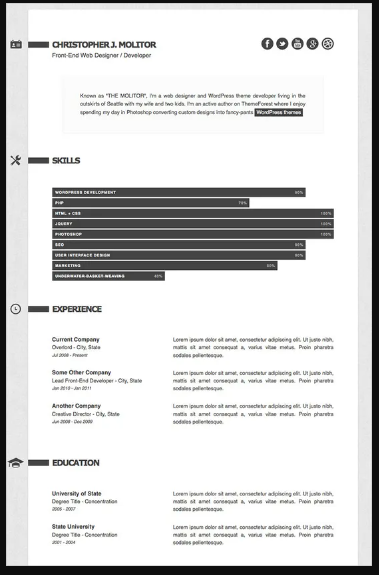 CHRISTOPHER J. MOLITOR
Front-End Web Designer / Developer
Known as "THE MOLITOR", I'm a web designer and WordPress theme developer living in the
outskirts of Seattle with my wife and two kids. I'm an active author on ThemeForest where I enjoy
spending my day in Photoshop converting custom designs into fancy-pants WordPress themes
SKILLS
WORDPRESS DEVELOPMENT 90%
PHP 70%
HTML + CSS 100%
JQUERY 100%
PHOTOSHOP 100%
SEO 90%
USER INTERFACE DESIGN 90%
MARKETING 80%
UNDERWATER BASKET WEAVING 40%
EXPERIENCE
Current Company
Overlord - City, State
Jul 2008 - Present
Lorem ipsum dolor sit amet, consectetur adipiscing elit. Ut justo nibh,
mattis sit amet consequat a, varius vitae metus. Proin pharetra
sodales pellentesque.
Some Other Company
Lead Front-End Developer - City, State
Jan 2010 - Jan 2011
Lorem ipsum dolor sit amet, consectetur adipiscing elit. Ut justo nibh,
mattis sit amet consequat a, varius vitae metus. Proin pharetra
sodales pellentesque.
Another Company
Creative Director - City, State
Jun 2008 - Dec 2009
Lorem ipsum dolor sit amet, consectetur adipiscing elit. Ut justo nibh,
mattis sit amet consequat a, varius vitae metus. Proin pharetra
sodales pellentesque.
EDUCATION
University of State
Degree Title - Concentration
2005 - 2007
Lorem ipsum dolor sit amet, consectetur adipiscing elit. Ut justo nibh,
mattis sit amet consequat a, varius vitae metus. Proin pharetra
sodales pellentesque.
State University
Degree Title - Concentration
2001 - 2004
Lorem ipsum dolor sit amet, consectetur adipiscing elit. Ut justo nibh,
mattis sit amet consequat a, varius vitae metus. Proin pharetra
sodales pellentesque.